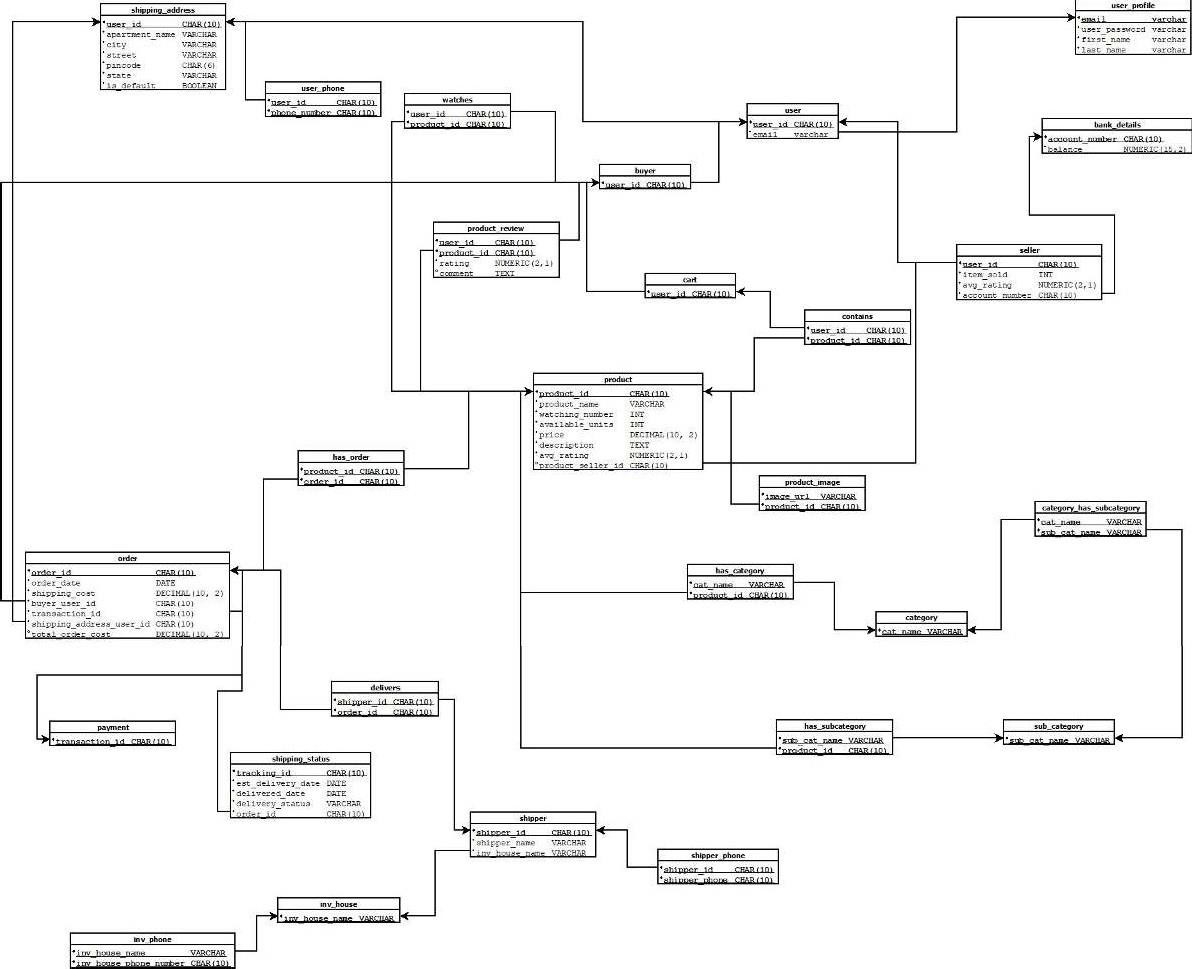 shipping_address
user_id CHAR(10)
apartment_name VARCHAR
city VARCHAR
street VARCHAR
pincode CHAR(6)
state VARCHAR
is_default BOOLEAN
user_profile
email varchar
user_password varchar
first_name varchar
last_name varchar
user_phone
user_id CHAR(10)
phone_number CHAR(10)
watches
user_id CHAR(10)
product_id CHAR(10)
user
user_id CHAR(10)
email varchar
bank_details
account_number CHAR(10)
balance NUMERIC(15,2)
buyer
user_id CHAR(10)
product_review
user_id CHAR(10)
product_id CHAR(10)
rating NUMERIC(2,1)
comment TEXT
seller
user_id CHAR(10)
item_sold INT
avg_rating NUMERIC(2,1)
account_number CHAR(10)
cart
user_id CHAR(10)
contains
user_id CHAR(10)
product_id CHAR(10)
product
product_id CHAR(10)
product_name VARCHAR
watching_number INT
available_units INT
price DECIMAL(10, 2)
description TEXT
avg_rating NUMERIC(2,1)
product_seller_id CHAR(10)
has_order
product_id CHAR(10)
order_id CHAR(10)
product_image
image_url VARCHAR
product_id CHAR(10)
category_has_subcategory
cat_name VARCHAR
sub_cat_name VARCHAR
order
order_id CHAR(10)
order_date DATE
shipping_cost DECIMAL(10, 2)
buyer_user_id CHAR(10)
transaction_id CHAR(10)
shipping_address_user_id CHAR(10)
total_order_cost DECIMAL(10, 2)
has_category
cat_name VARCHAR
product_id CHAR(10)
category
cat_name VARCHAR
delivers
shipper_id CHAR(10)
order_id CHAR(10)
payment
transaction_id CHAR(10)
has_subcategory
sub_cat_name VARCHAR
product_id CHAR(10)
sub_category
sub_cat_name VARCHAR
shipping_status
tracking_id CHAR(10)
est_delivery_date DATE
delivered_date DATE
delivery_status VARCHAR
order_id CHAR(10)
shipper
shipper_id CHAR(10)
shipper_name VARCHAR
inv_house_name VARCHAR
shipper_phone
shipper_id CHAR(10)
shipper_phone CHAR(10)
inv_house
inv_house_name VARCHAR
inv_phone
inv_house_name VARCHAR
inv_house_phone_number CHAR(10)